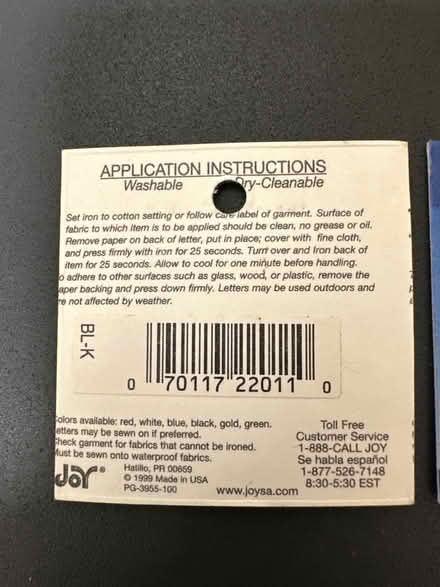 APPLICATION INSTRUCTIONS
Washable Dry-Cleanable
Set iron to cotton setting or follow care label of garment. Surface of
fabric to which item is to be applied should be clean, no grease or oil.
Remove paper on back of letter, put in place; cover with fine cloth,
and press firmly with iron for 25 seconds. Turn over and Iron back of
item for 25 seconds. Allow to cool for one minute before handling.
o adhere to other surfaces such as glass, wood, or plastic, remove the
aper backing and press down firmly. Letters may be used outdoors and
re not affected by weather.
BL-K
0 70117 22011 0
olors available: red, white, blue, black, gold, green.
etters may be sewn on if preferred.
heck garment for fabrics that cannot be ironed.
ust be sewn onto waterproof fabrics.
JOY®
Hatillo, PR 00659
© 1999 Made in USA
PG-3955-100
www.joysa.com
Toll Free
Customer Service
1-888-CALL JOY
Se habla español
1-877-526-7148
8:30-5:30 EST